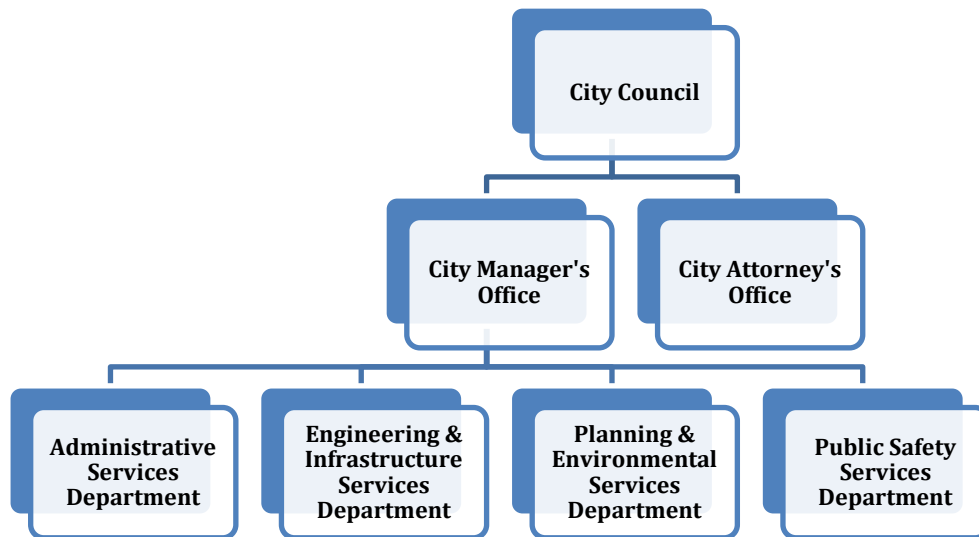 City Council
City Manager's
Office
City Attorney's
Office
Administrative
Services
Department
Engineering &
Infrastructure
Services
Department
Planning &
Environmental
Services
Department
Public Safety
Services
Department